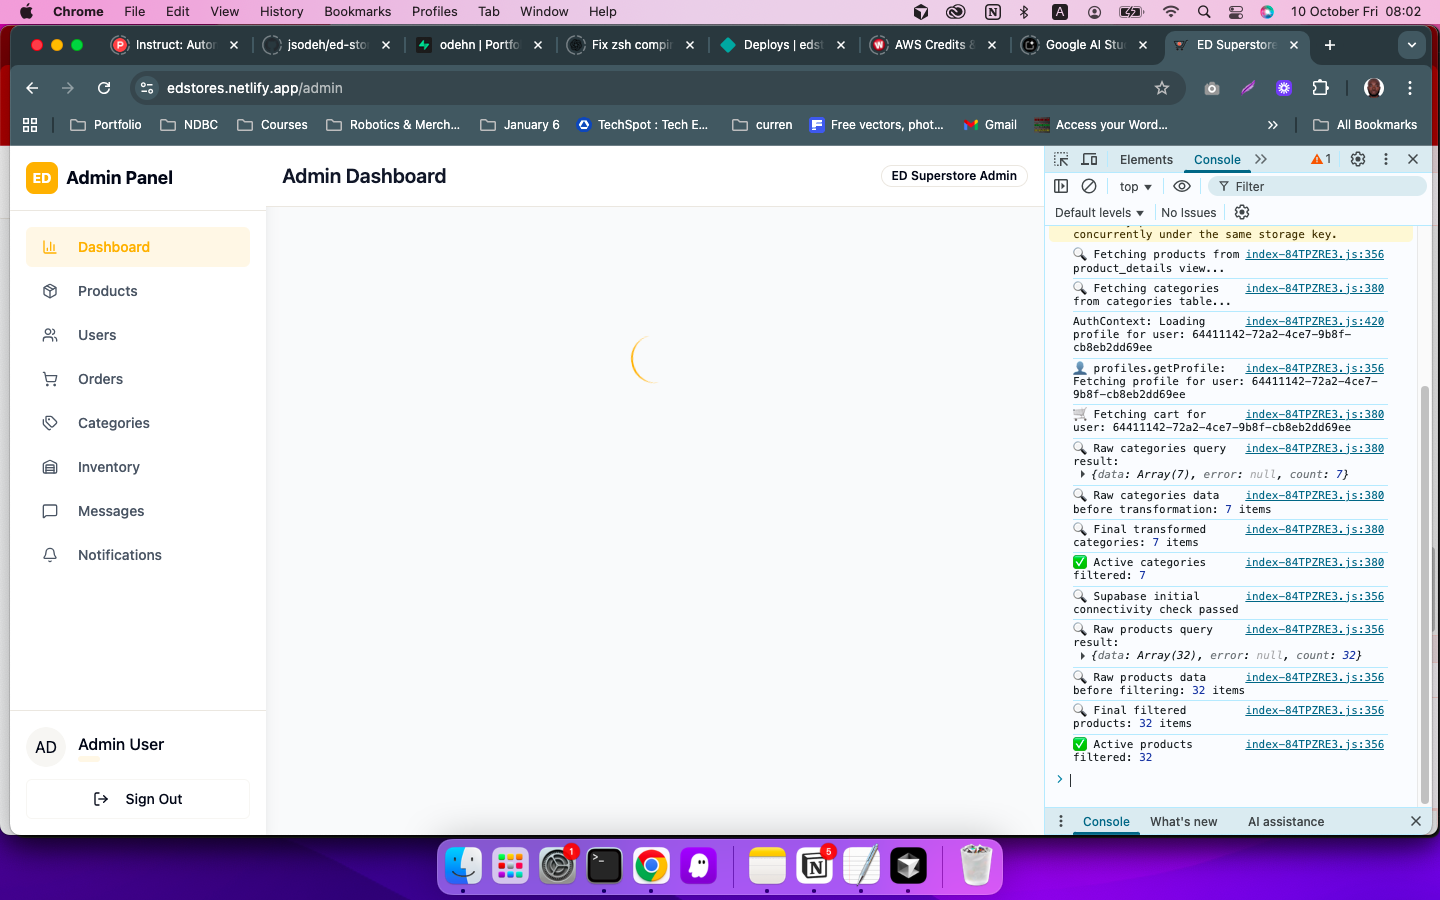 Chrome File Edit View History Bookmarks Profiles Tab Window Help 10 October Fri 08:02
Instruct: Autor jsodeh/ed-sto odehn | Portfo Fix zsh compi Deploys | edst AWS Credits & Google AI Stu ED Superstore
edstores.netlify.app/admin
Portfolio NDBC Courses Robotics & Merch... January 6 TechSpot : Tech E... curren Free vectors, phot... Gmail Access your Word... » All Bookmarks
ED Admin Panel
Dashboard
Products
Users
Orders
Categories
Inventory
Messages
Notifications
AD Admin User
Sign Out
Admin Dashboard
ED Superstore Admin
Elements Console » 1
top Filter
Default levels No Issues
concurrently under the same storage key.
🔍 Fetching products from index-84TPZRE3.js:356
product_details view...
🔍 Fetching categories index-84TPZRE3.js:380
from categories table...
AuthContext: Loading index-84TPZRE3.js:420
profile for user: 64411142-72a2-4ce7-9b8f-
cb8eb2dd69ee
👤 profiles.getProfile: index-84TPZRE3.js:356
Fetching profile for user: 64411142-72a2-4ce7-
9b8f-cb8eb2dd69ee
🛒 Fetching cart for index-84TPZRE3.js:380
user: 64411142-72a2-4ce7-9b8f-cb8eb2dd69ee
🔍 Raw categories query index-84TPZRE3.js:380
result:
{data: Array(7), error: null, count: 7}
🔍 Raw categories data index-84TPZRE3.js:380
before transformation: 7 items
🔍 Final transformed index-84TPZRE3.js:380
categories: 7 items
✅ Active categories index-84TPZRE3.js:380
filtered: 7
🔍 Supabase initial index-84TPZRE3.js:356
connectivity check passed
🔍 Raw products query index-84TPZRE3.js:356
result:
{data: Array(32), error: null, count: 32}
🔍 Raw products data index-84TPZRE3.js:356
before filtering: 32 items
🔍 Final filtered index-84TPZRE3.js:356
products: 32 items
✅ Active products index-84TPZRE3.js:356
filtered: 32
>
Console What's new AI assistance
1 5